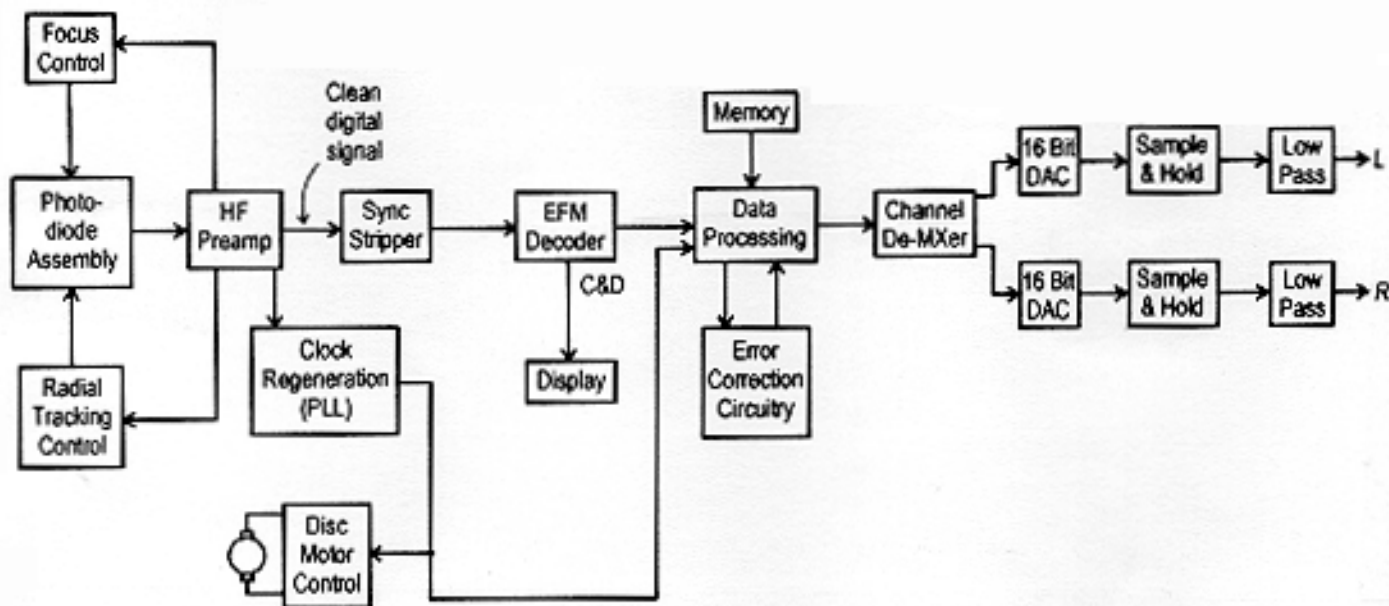 Focus
Control
Clean
digital
signal
Memory
Photo-
diode
Assembly
HF
Preamp
Sync
Stripper
EFM
Decoder
C&D
Data
Processing
Channel
De-MXer
16 Bit
DAC
Sample
& Hold
Low
Pass
L
16 Bit
DAC
Sample
& Hold
Low
Pass
R
Radial
Tracking
Control
Clock
Regeneration
(PLL)
Display
Error
Correction
Circuitry
Disc
Motor
Control